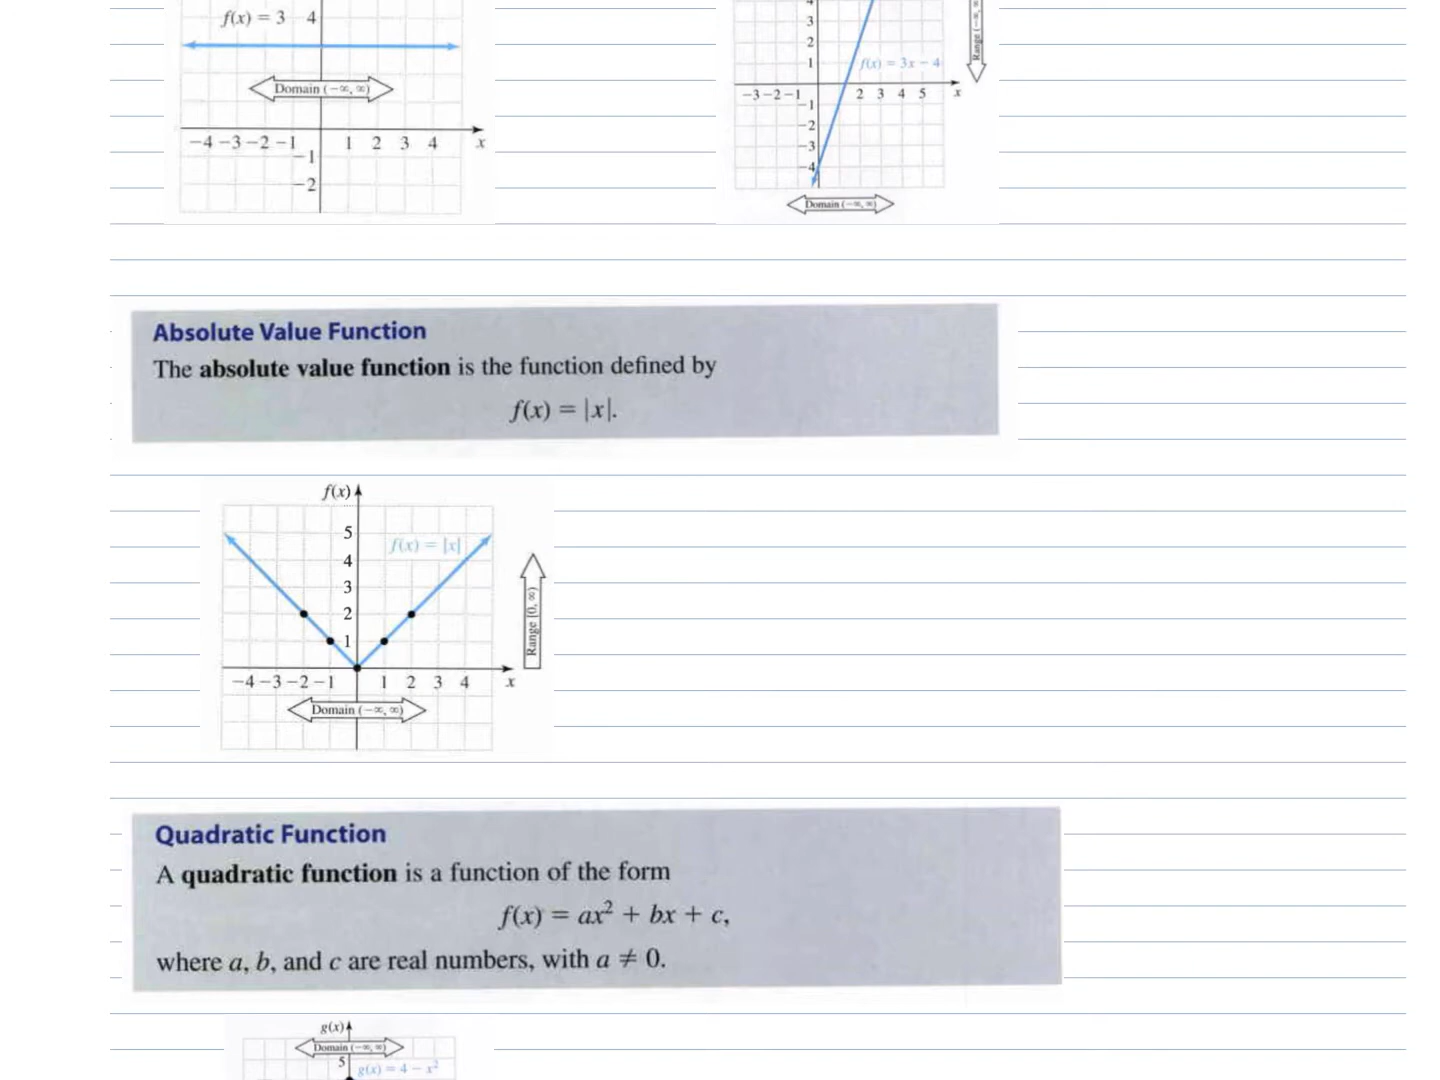 f(x) = 3
4
Domain (−∞, ∞)
−4 −3 −2 −1 1 2 3 4 x
−1
−2
3
2
1
f(x) = 3x − 4
Range (−∞,
−3 −2 −1 2 3 4 5 x
−1
−2
−3
−4
Domain (−∞, ∞)
Absolute Value Function
The absolute value function is the function defined by
f(x) = |x|.
f(x)
5
f(x) = |x|
4
3
2
1
Range [0, ∞)
−4 −3 −2 −1 1 2 3 4 x
Domain (−∞, ∞)
Quadratic Function
A quadratic function is a function of the form
f(x) = ax² + bx + c,
where a, b, and c are real numbers, with a ≠ 0.
g(x)
Domain (−∞, ∞)
5
g(x) = 4 − x²